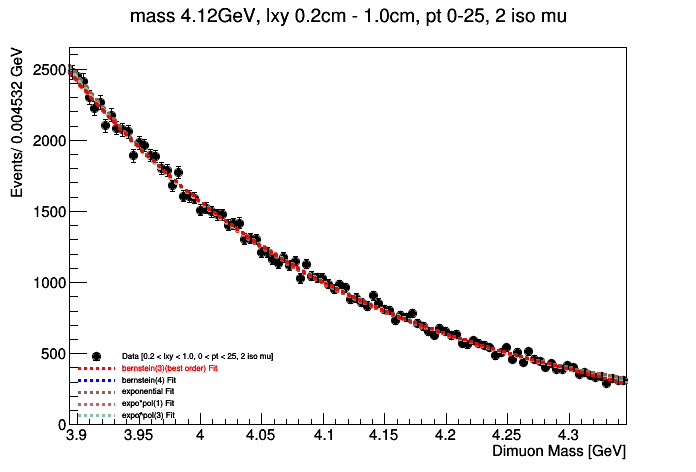 mass 4.12GeV, lxy 0.2cm - 1.0cm, pt 0-25, 2 iso mu
Events/ 0.004532 GeV
2500
2000
1500
1000
500
0
Data [0.2 < lxy < 1.0, 0 < pt < 25, 2 iso mu]
bernstein(3)(best order) Fit
bernstein(4) Fit
exponential Fit
expo*pol(1) Fit
expo*pol(3) Fit
3.9 3.95 4 4.05 4.1 4.15 4.2 4.25 4.3
Dimuon Mass [GeV]